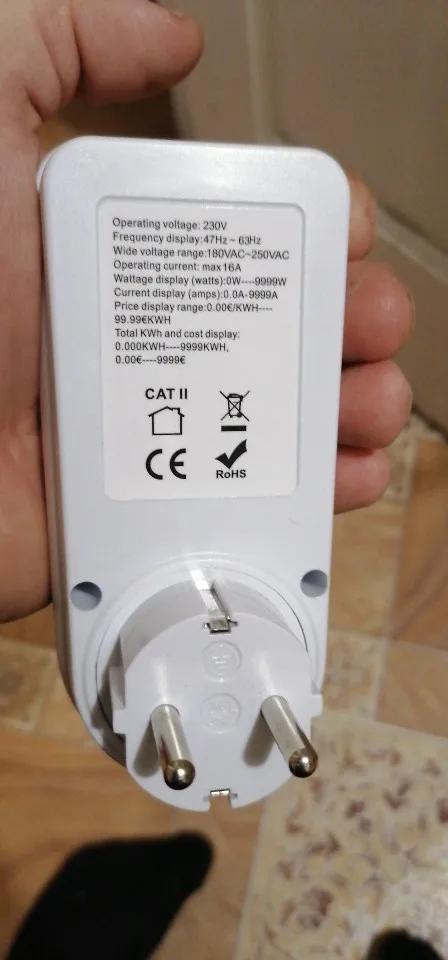 Operating voltage: 230V
Frequency display:47Hz ~ 63Hz
Wide voltage range:180VAC~250VAC
Operating current: max16A
Wattage display (watts):0W----9999W
Current display (amps):0.0A-9999A
Price display range:0.00€/KWH----
99.99€KWH
Total KWh and cost display:
0.000KWH----9999KWH,
0.00€----9999€
CAT II
CE
RoHS